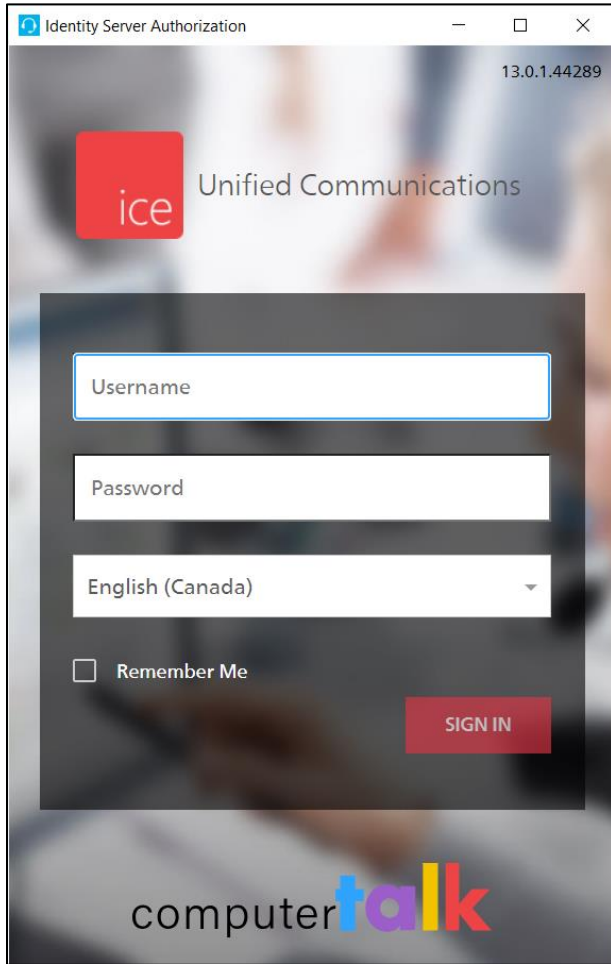 Identity Server Authorization
13.0.1.44289
ice
Unified Communications
Username
Password
English (Canada)
Remember Me
SIGN IN
computertalk